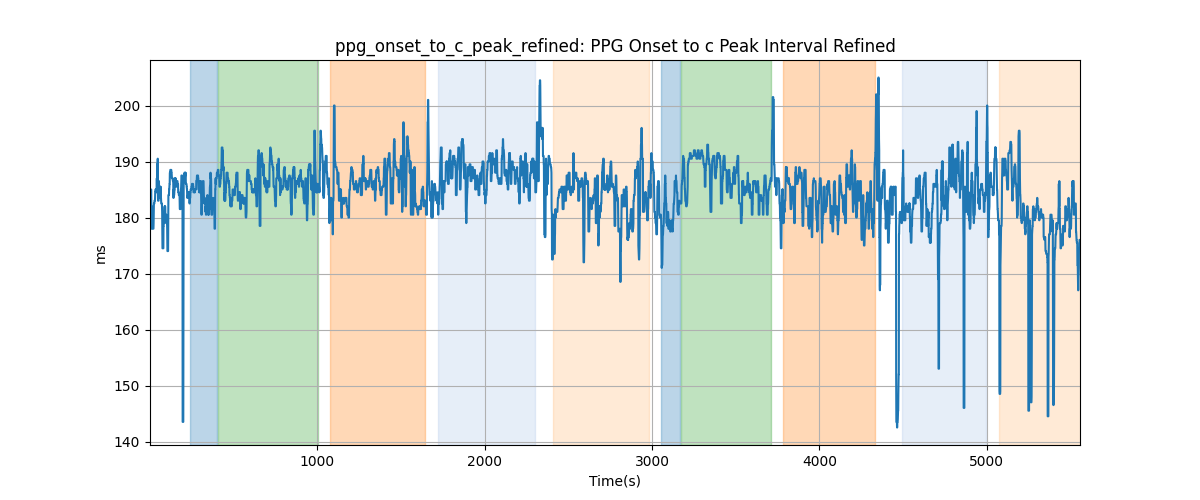 ppg_onset_to_c_peak_refined: PPG Onset to c Peak Interval Refined
200
190
180
170
160
150
140
ms
1000 2000 3000 4000 5000
Time(s)